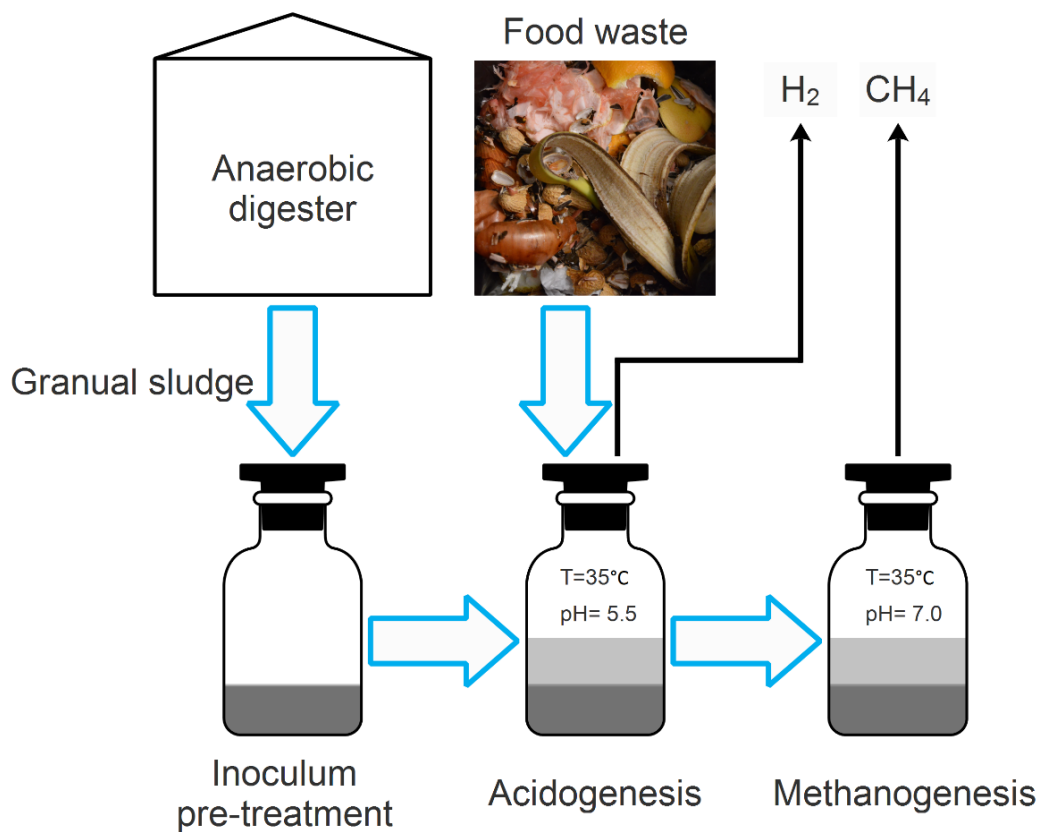 Food waste
H₂
CH₄
Anaerobic
digester
Granual sludge
T=35℃
pH= 5.5
T=35℃
pH= 7.0
Inoculum
pre-treatment
Acidogenesis
Methanogenesis